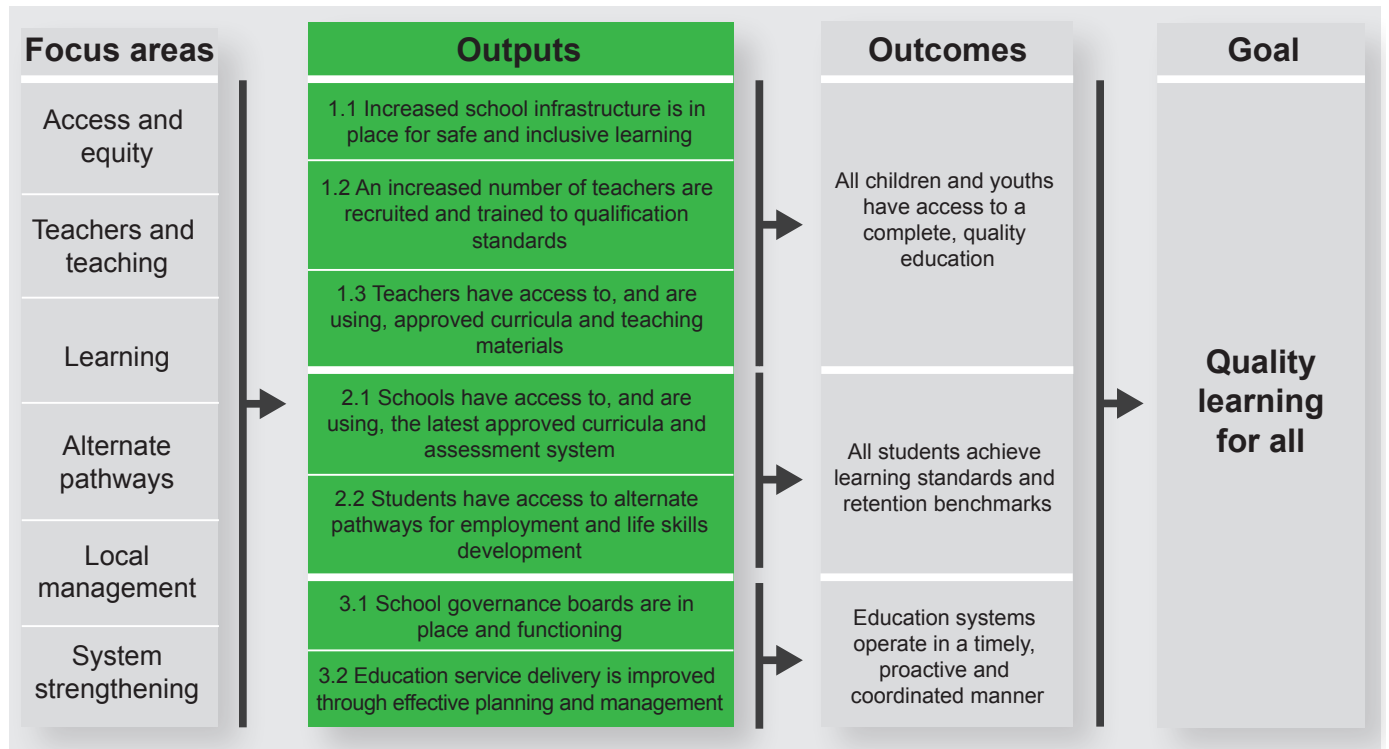 Focus areas
Access and
equity
Teachers and
teaching
Learning
Alternate
pathways
Local
management
System
strengthening
Outputs
1.1 Increased school infrastructure is in
place for safe and inclusive learning
1.2 An increased number of teachers are
recruited and trained to qualification
standards
1.3 Teachers have access to, and are
using, approved curricula and teaching
materials
2.1 Schools have access to, and are
using, the latest approved curricula and
assessment system
2.2 Students have access to alternate
pathways for employment and life skills
development
3.1 School governance boards are in
place and functioning
3.2 Education service delivery is improved
through effective planning and management
Outcomes
All children and youths
have access to a
complete, quality
education
All students achieve
learning standards and
retention benchmarks
Education systems
operate in a timely,
proactive and
coordinated manner
Goal
Quality
learning
for all